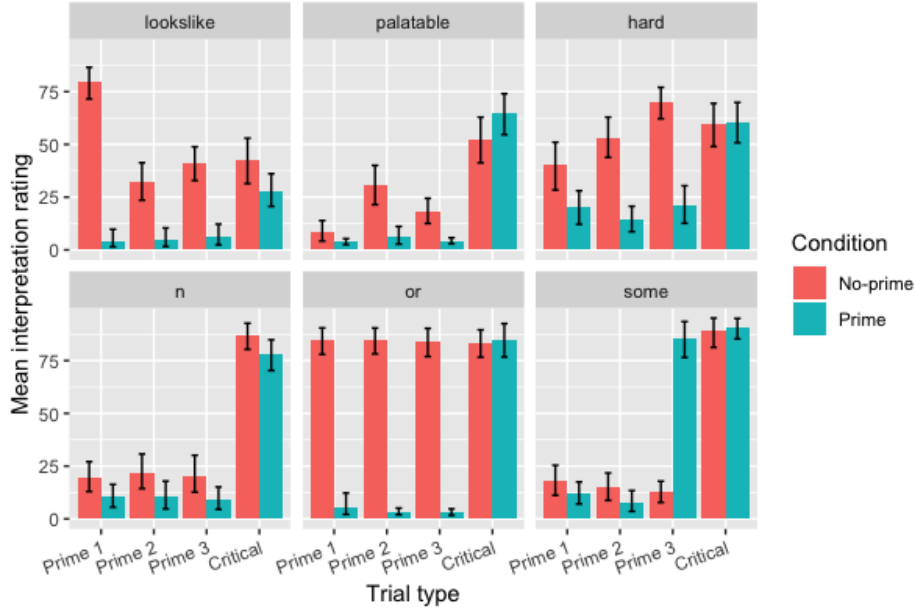 lookslike
palatable
hard
75
50
25
0
n
or
some
75
50
25
0
Prime 1
Prime 2
Prime 3
Critical
Prime 1
Prime 2
Prime 3
Critical
Prime 1
Prime 2
Prime 3
Critical
Trial type
Mean interpretation rating
Condition
No-prime
Prime